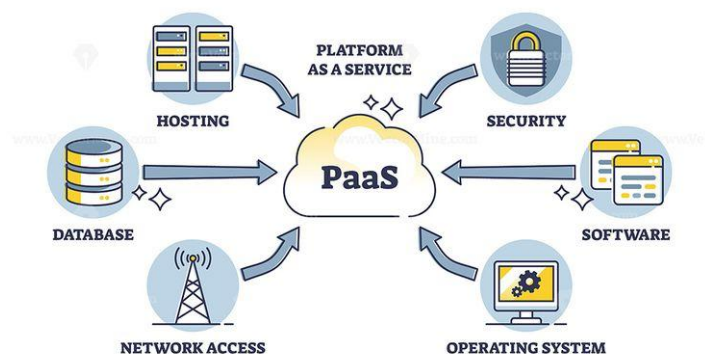 PLATFORM
AS A SERVICE
HOSTING
SECURITY
PaaS
DATABASE
SOFTWARE
NETWORK ACCESS
OPERATING SYSTEM